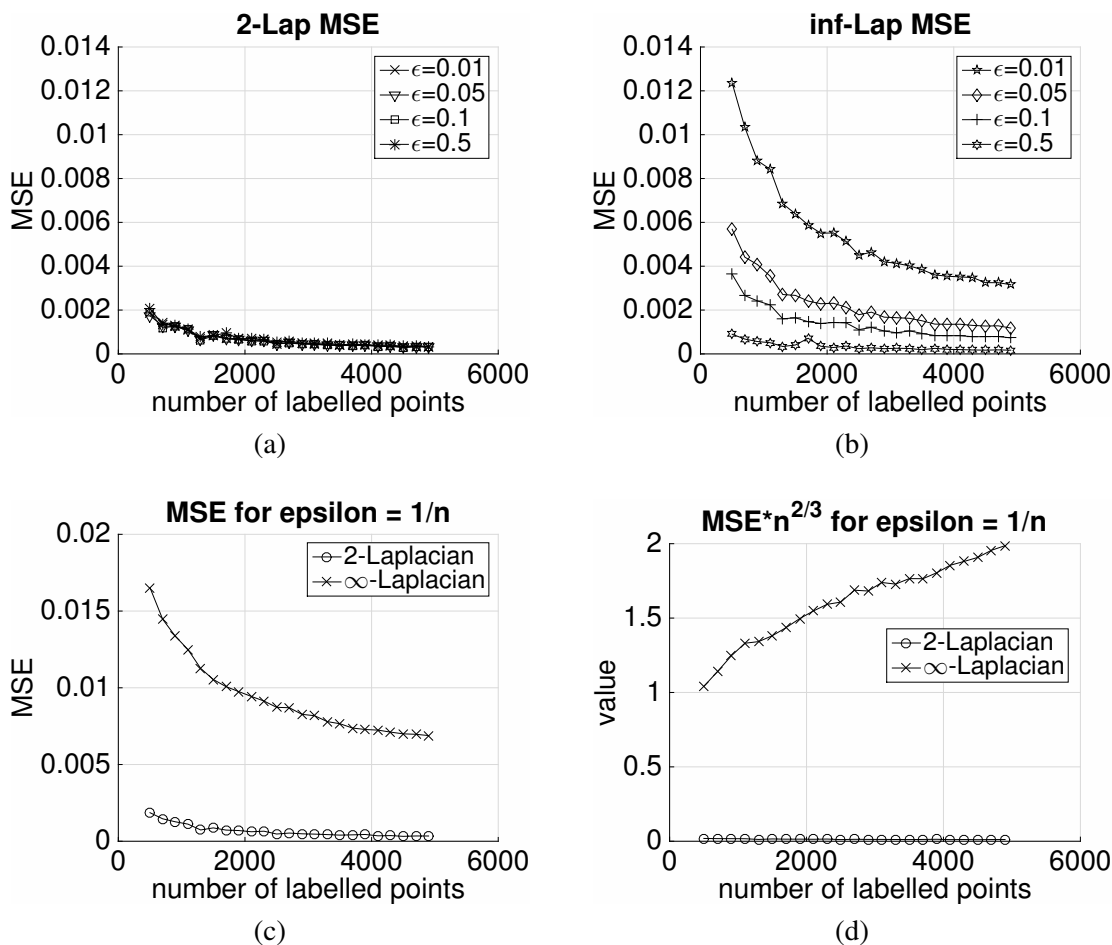 2-Lap MSE
0.014
0.012
0.01
0.008
0.006
0.004
0.002
0
MSE
ϵ=0.01
ϵ=0.05
ϵ=0.1
ϵ=0.5
0 2000 4000 6000
number of labelled points
(a)
inf-Lap MSE
0.014
0.012
0.01
0.008
0.006
0.004
0.002
0
MSE
ϵ=0.01
ϵ=0.05
ϵ=0.1
ϵ=0.5
0 2000 4000 6000
number of labelled points
(b)
MSE for epsilon = 1/n
0.02
0.015
0.01
0.005
0
MSE
2-Laplacian
∞-Laplacian
0 2000 4000 6000
number of labelled points
(c)
MSE*n^{2/3} for epsilon = 1/n
2
1.5
1
0.5
0
value
2-Laplacian
∞-Laplacian
0 2000 4000 6000
number of labelled points
(d)